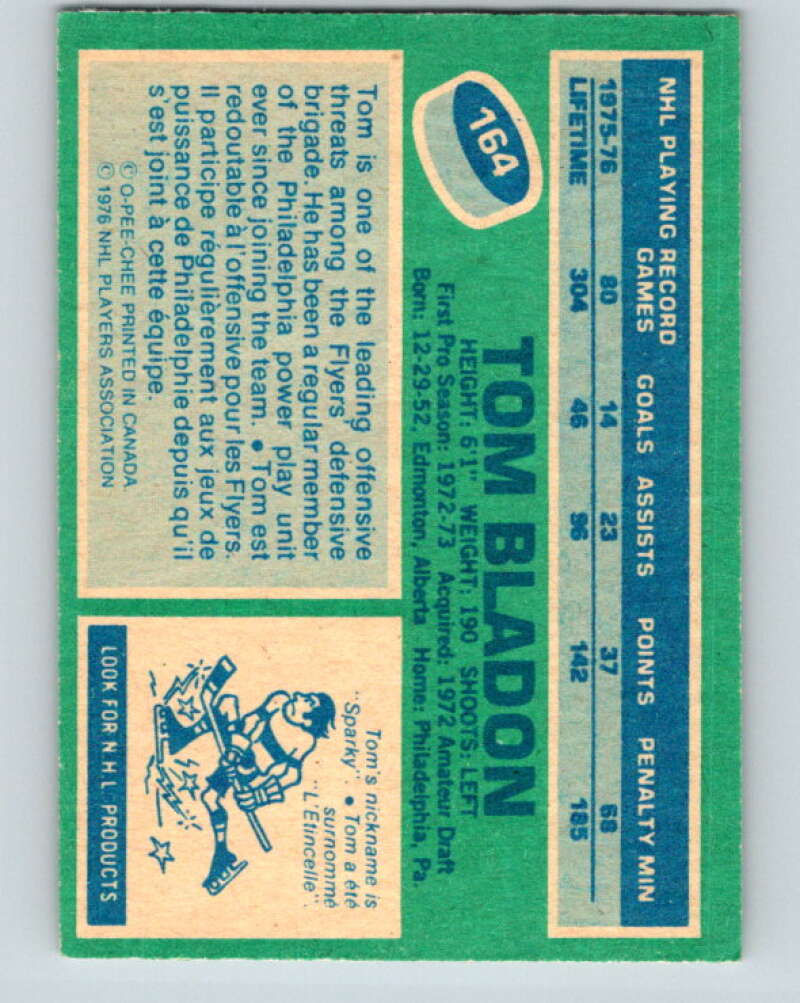 NHL PLAYING RECORD
GAMES GOALS ASSISTS POINTS PENALTY MIN
1975-76 80 14 23 37 68
LIFETIME 304 46 96 142 185
164
TOM BLADON
HEIGHT: 6'1" WEIGHT: 190 SHOOTS: LEFT
First Pro Season: 1972-73 Acquired: 1972 Amateur Draft
Born: 12-29-52, Edmonton, Alberta Home: Philadelphia, Pa.
Tom is one of the leading offensive
threats among the Flyers' defensive
brigade. He has been a regular member
of the Philadelphia power play unit
ever since joining the team. • Tom est
redoutable à l'offensive pour les Flyers.
Il participe régulièrement aux jeux de
puissance de Philadelphie depuis qu'il
s'est joint à cette équipe.
© O-PEE-CHEE PRINTED IN CANADA.
© 1976 NHL PLAYERS ASSOCIATION
Tom's nickname is
"Sparky". • Tom a été
surnommé
"L'Etincelle".
LOOK FOR N.H.L. PRODUCTS